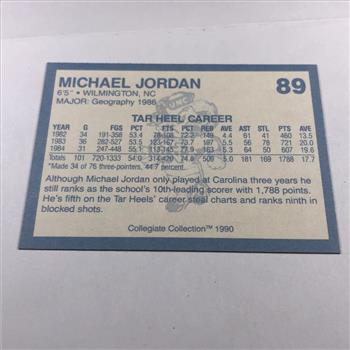 MICHAEL JORDAN 89
6'5" • WILMINGTON, NC
MAJOR: Geography 1986
UNC
TAR HEEL CAREER
YEAR G FGS PCT FTS PCT REB AVE AST STL PTS AVE
1982 34 191-358 53.4 78-108 72.2 149 4.4 61 41 460 13.5
1983 36 282-527 53.5 123-167 73.7 197 5.5 56 78 721 20.0
1984 31 247-448 55.1 113-145 77.9 163 5.3 64 50 607 19.6
Totals 101 720-1333 54.0 314-420 509 5.0 181 169 1788 17.7
*Made 34 of 76 three-pointers, 44.7 percent.
Although Michael Jordan only played at Carolina three years he
still ranks as the school's 10th-leading scorer with 1,788 points.
He's fifth on the Tar Heels' career steal charts and ranks ninth in
blocked shots.
Collegiate Collection™ 1990